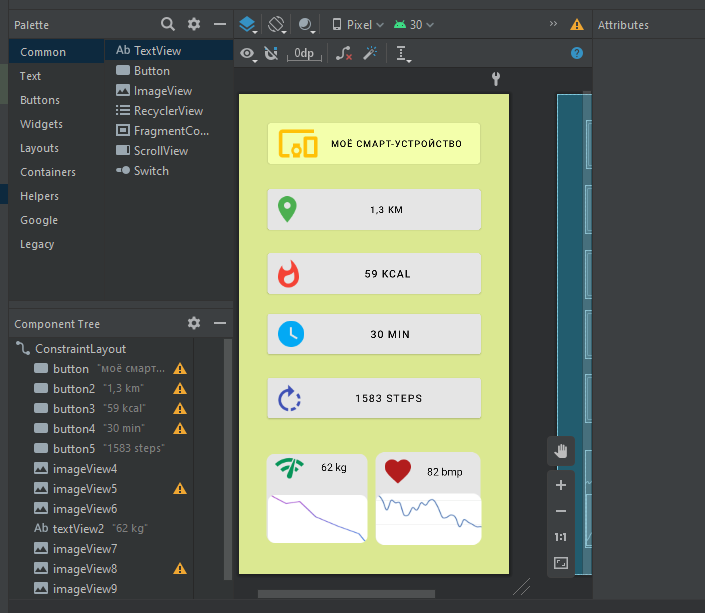 Palette
Common
Text
Buttons
Widgets
Layouts
Containers
Helpers
Google
Legacy
Ab TextView
Button
ImageView
RecyclerView
FragmentCo...
ScrollView
Switch
Pixel
30
»
0dp
?
Attributes
МОЁ СМАРТ-УСТРОЙСТВО
1,3 KM
59 KCAL
30 MIN
1583 STEPS
62 kg
82 bmp
1:1
Component Tree
ConstraintLayout
button "моё смарт...
button2 "1,3 km"
button3 "59 kcal"
button4 "30 min"
button5 "1583 steps"
imageView4
imageView5
imageView6
Ab textView2 "62 kg"
imageView7
imageView8
imageView9